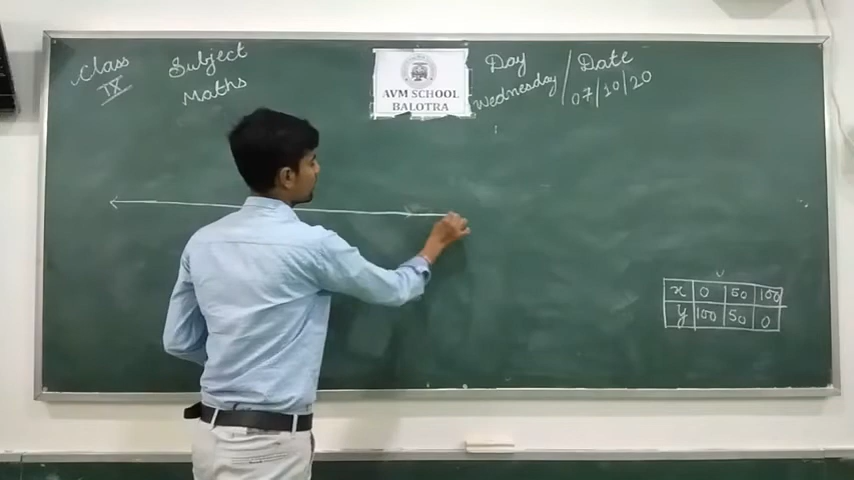 Class
IX
Subject
Maths
AVM SCHOOL
BALOTRA
Day
Wednesday
Date
07/10/20
x 0 50 100
y 100 50 0